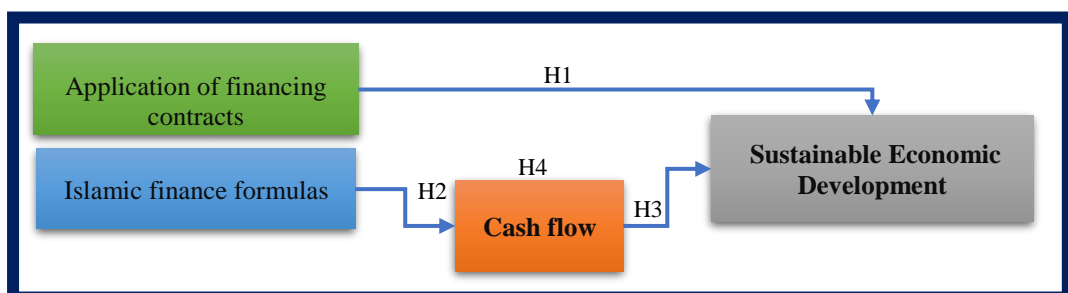 Application of financing
contracts
H1
Sustainable Economic
Development
Islamic finance formulas
H2
H4
Cash flow
H3